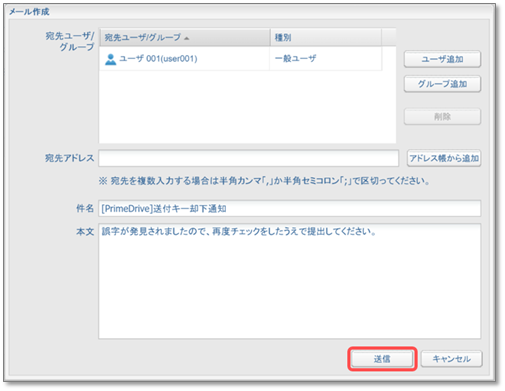 メール作成
宛先ユーザ/
グループ
宛先ユーザ/グループ 種別
ユーザ 001(user001) 一般ユーザ
ユーザ追加
グループ追加
削除
宛先アドレス
アドレス帳から追加
※ 宛先を複数入力する場合は半角カンマ「,」か半角セミコロン「;」で区切ってください。
件名 [PrimeDrive]送付キー却下通知
本文 誤字が発見されましたので、再度チェックをしたうえで提出してください。
送信 キャンセル